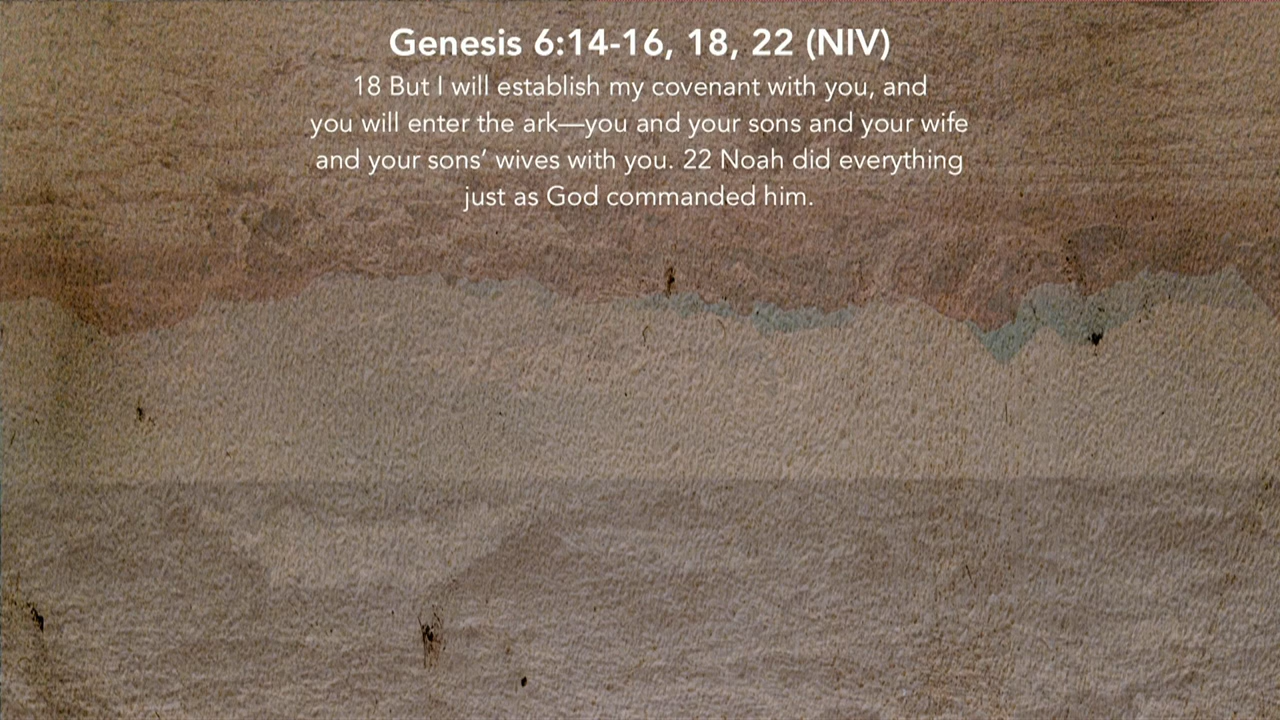 Genesis 6:14-16, 18, 22 (NIV)
18 But I will establish my covenant with you, and
you will enter the ark—you and your sons and your wife
and your sons’ wives with you. 22 Noah did everything
just as God commanded him.